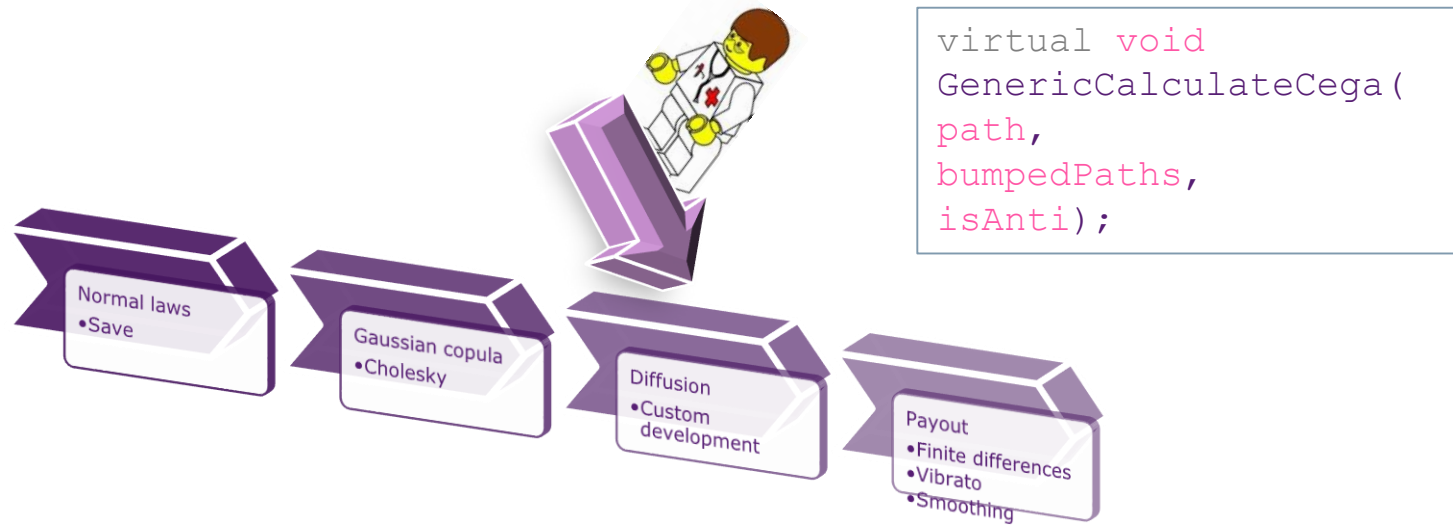 virtual void
GenericCalculateCega(
path,
bumpedPaths,
isAnti);
Normal laws
•Save
Gaussian copula
•Cholesky
Diffusion
•Custom
development
Payout
•Finite differences
•Vibrato
•Smoothing